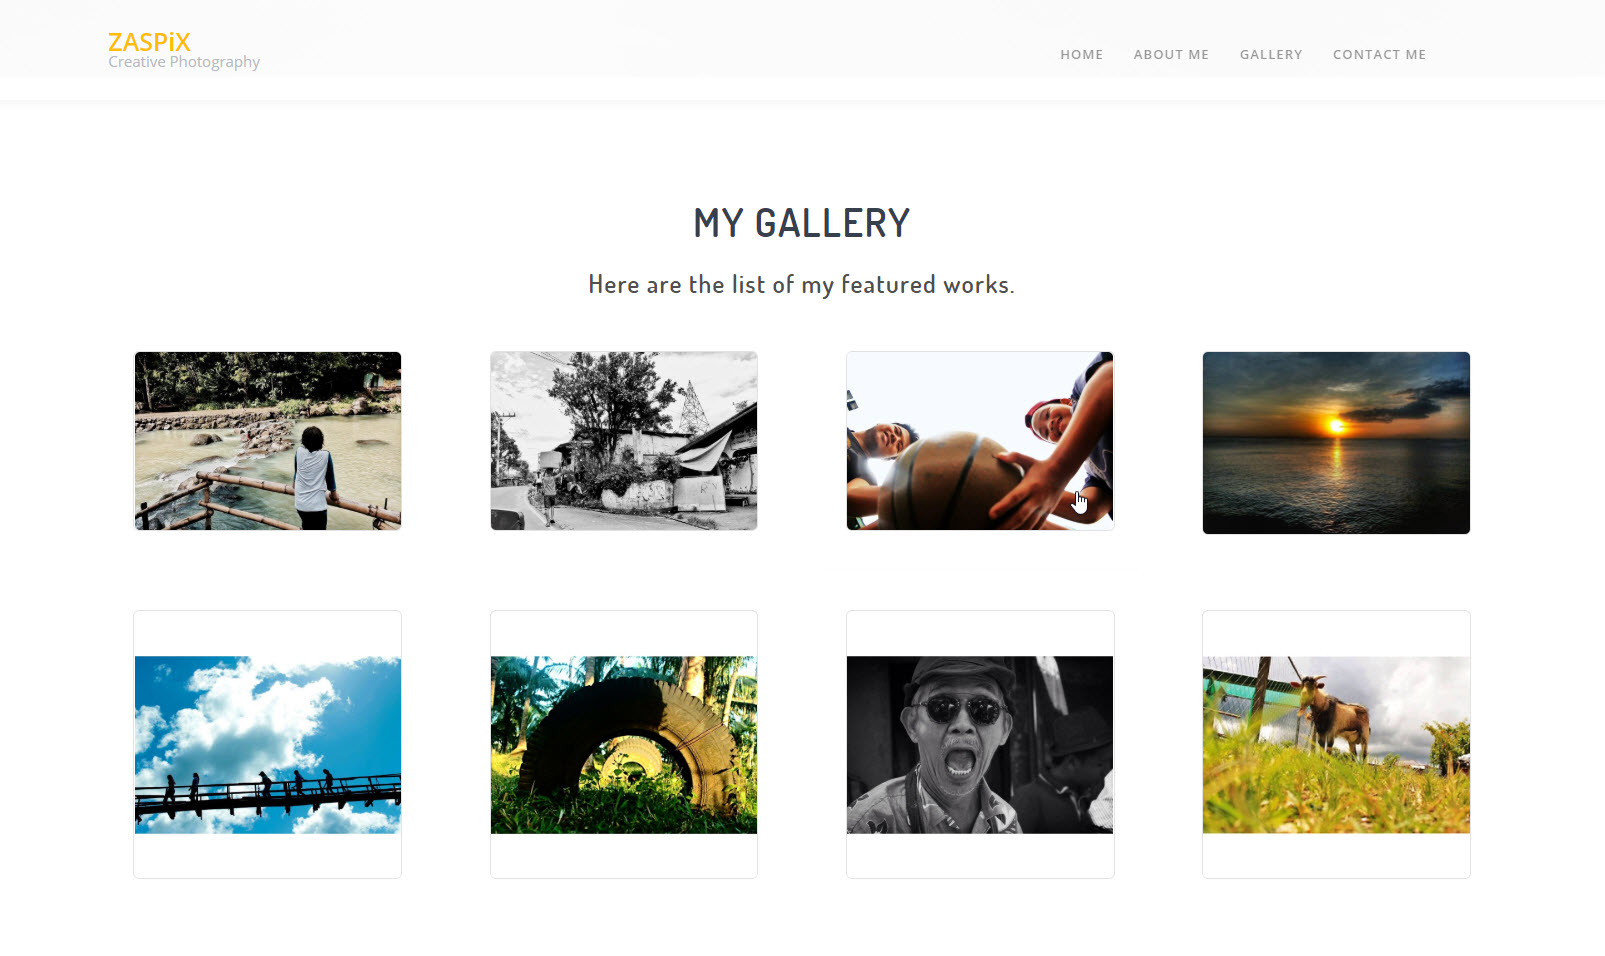 ZASPiX
Creative Photography
HOME ABOUT ME GALLERY CONTACT ME
MY GALLERY
Here are the list of my featured works.